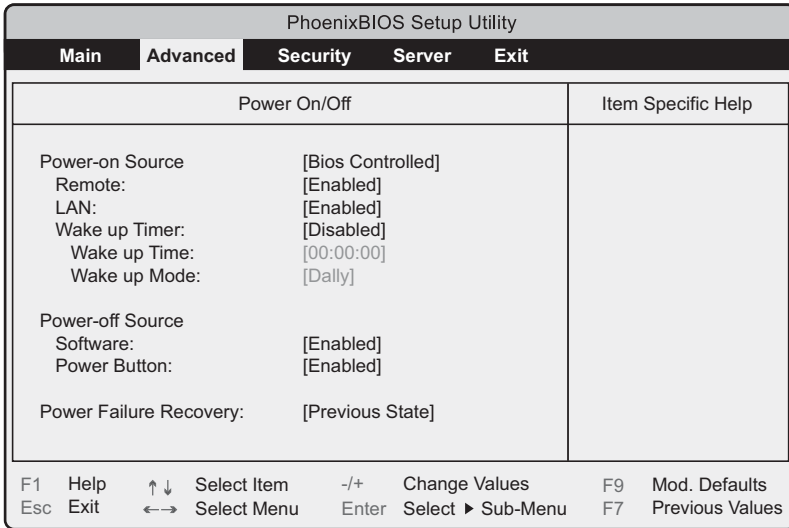 PhoenixBIOS Setup Utility
Main Advanced Security Server Exit
Power On/Off
Item Specific Help
Power-on Source [Bios Controlled]
Remote: [Enabled]
LAN: [Enabled]
Wake up Timer: [Disabled]
Wake up Time: [00:00:00]
Wake up Mode: [Dally]
Power-off Source
Software: [Enabled]
Power Button: [Enabled]
Power Failure Recovery: [Previous State]
F1 Help ↑↓ Select Item -/+ Change Values F9 Mod. Defaults
Esc Exit ←→ Select Menu Enter Select ▶ Sub-Menu F7 Previous Values